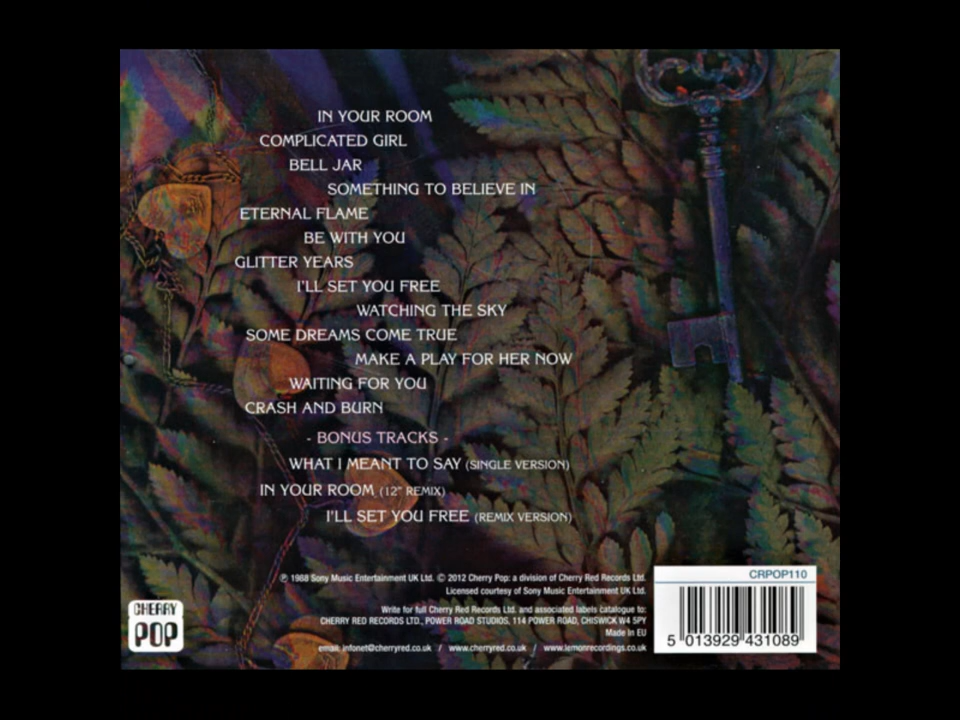 IN YOUR ROOM
COMPLICATED GIRL
BELL JAR
SOMETHING TO BELIEVE IN
ETERNAL FLAME
BE WITH YOU
GLITTER YEARS
I'LL SET YOU FREE
WATCHING THE SKY
SOME DREAMS COME TRUE
MAKE A PLAY FOR HER NOW
WAITING FOR YOU
CRASH AND BURN
- BONUS TRACKS -
WHAT I MEANT TO SAY (SINGLE VERSION)
IN YOUR ROOM (12" REMIX)
I'LL SET YOU FREE (REMIX VERSION)
℗ 1988 Sony Music Entertainment UK Ltd. © 2012 Cherry Pop: a division of Cherry Red Records Ltd.
Licensed courtesy of Sony Music Entertainment UK Ltd.
Write for full Cherry Red Records Ltd. and associated labels catalogue to:
CHERRY RED RECORDS LTD., POWER ROAD STUDIOS, 114 POWER ROAD, CHISWICK W4 5PY
Made in EU
email: infonet@cherryred.co.uk / www.cherryred.co.uk / www.lemonrecordings.co.uk
CHERRY
POP
CRPOP110
5 013929 431089